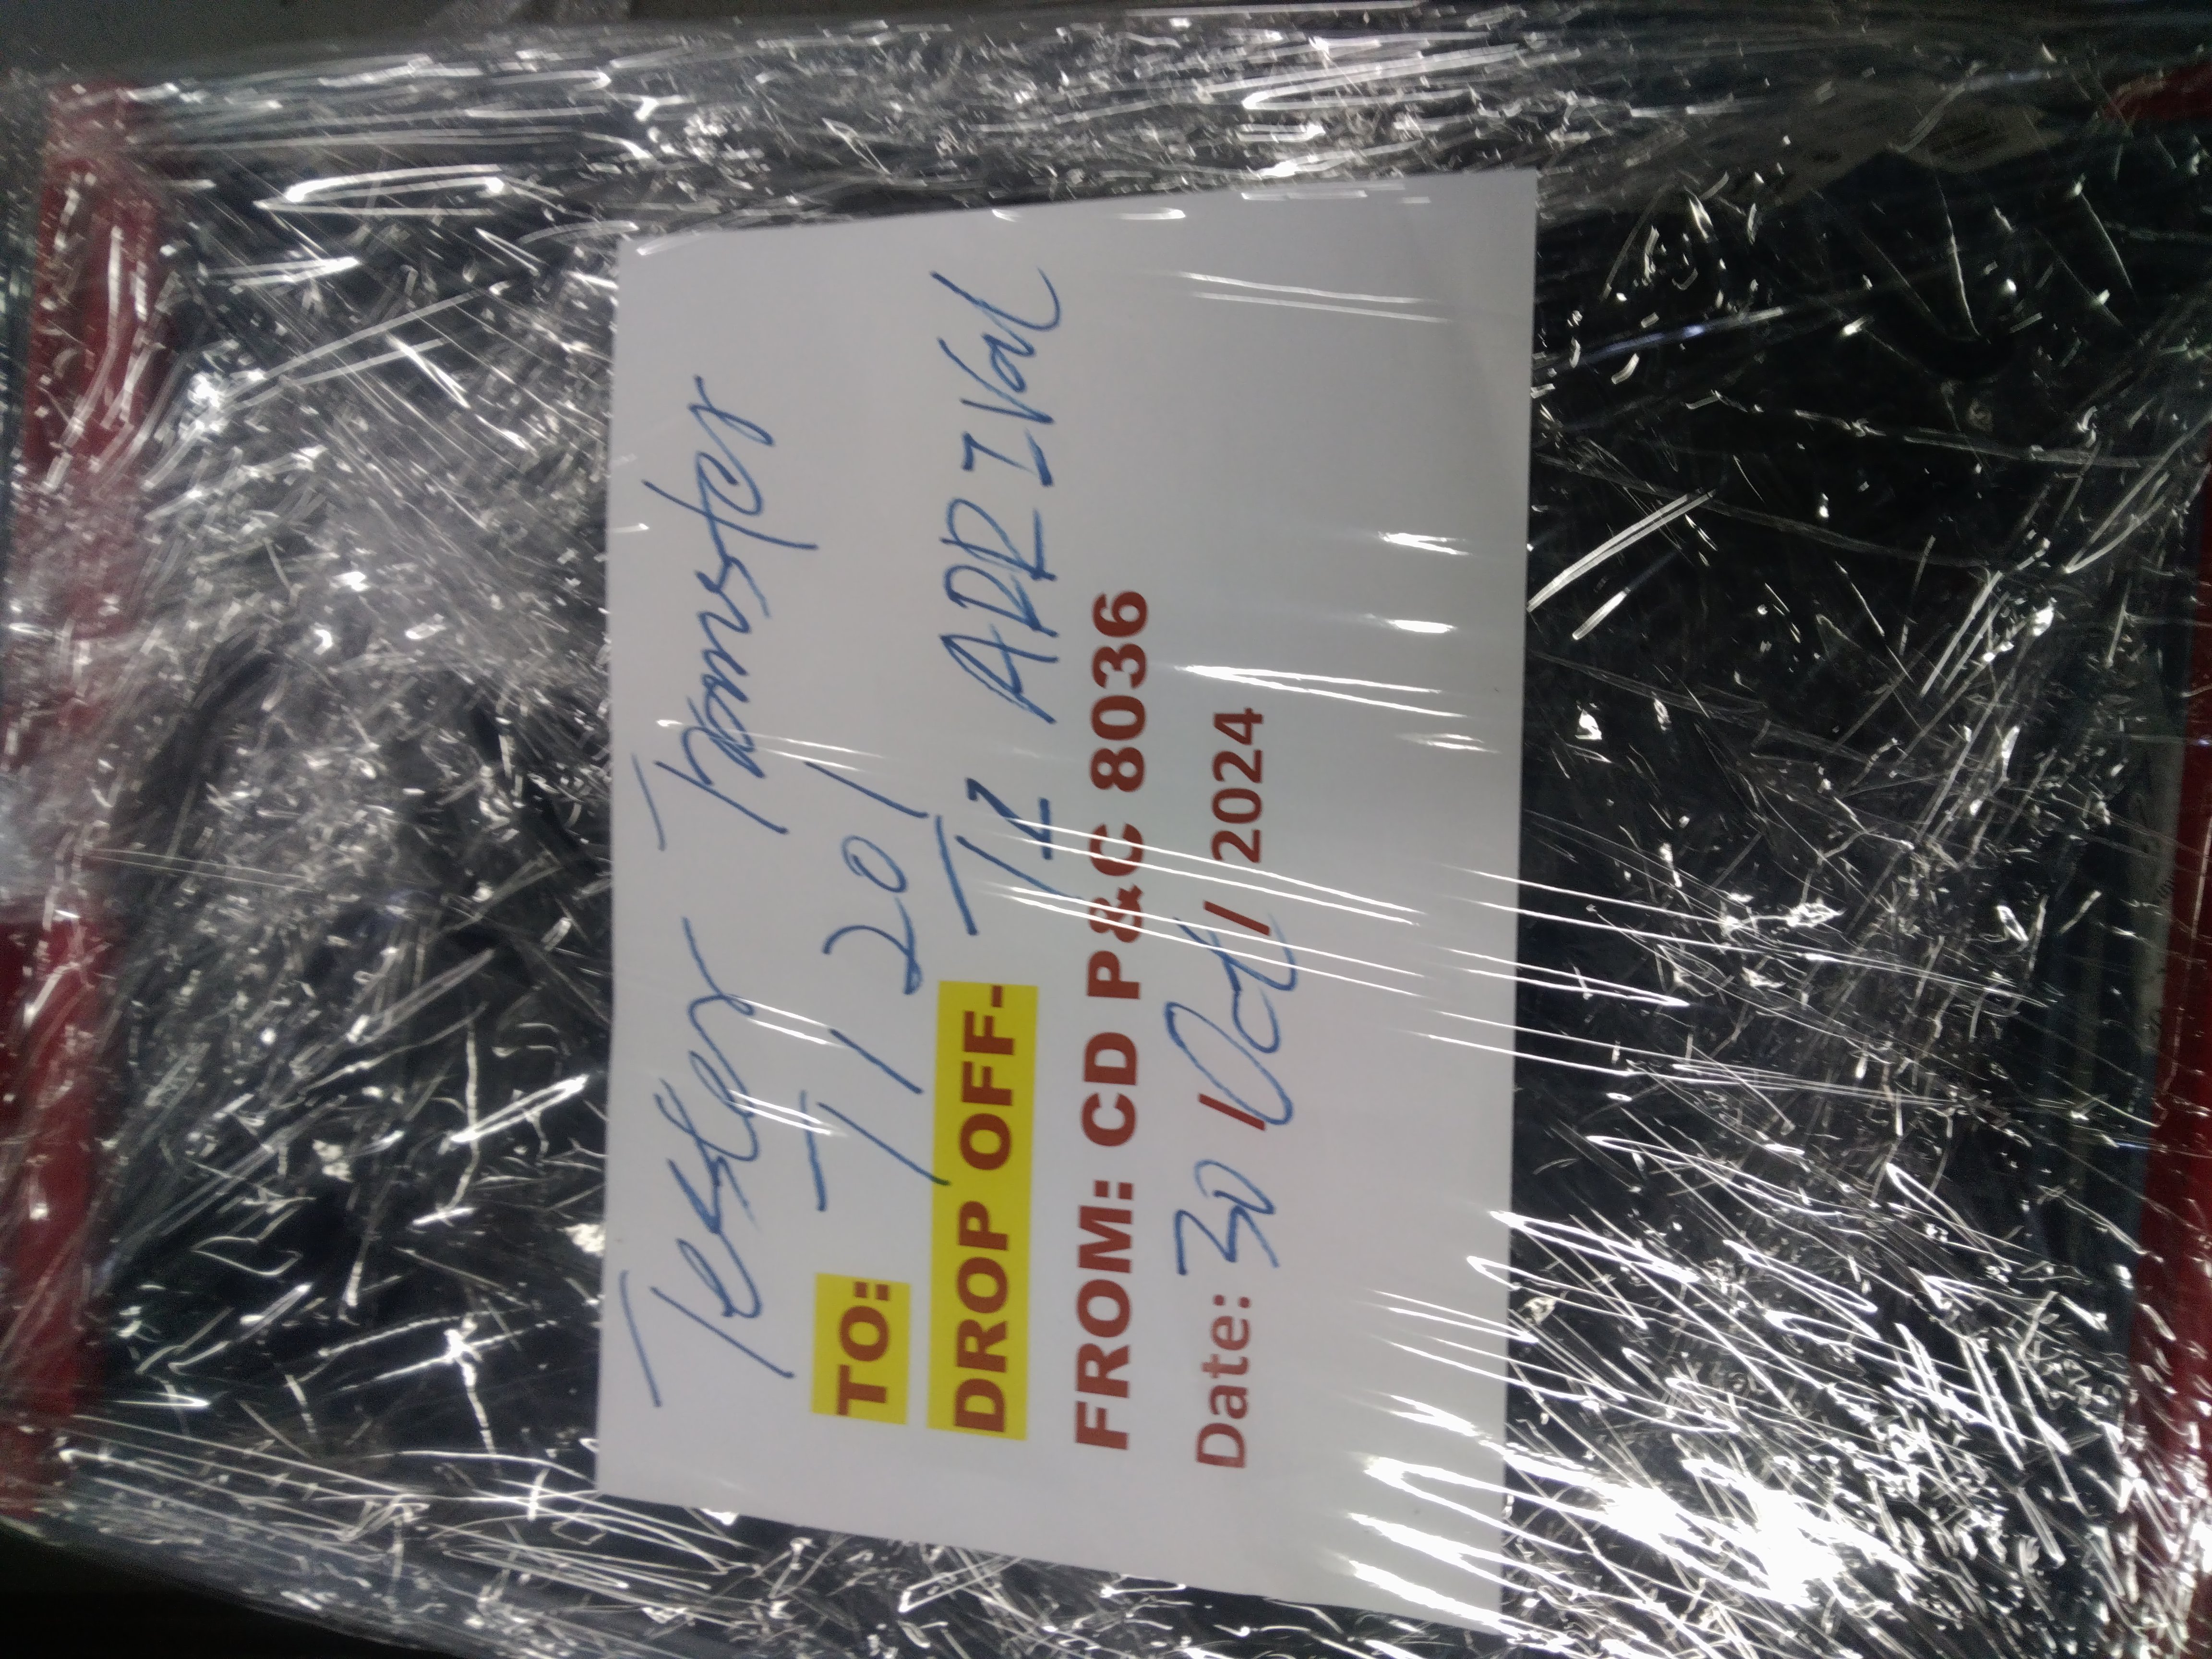 Tester Transfer
TO: T1 201
DROP OFF- T2 ARRIVAL
FROM: CD P&C 8036
Date: 30 / Oct / 2024